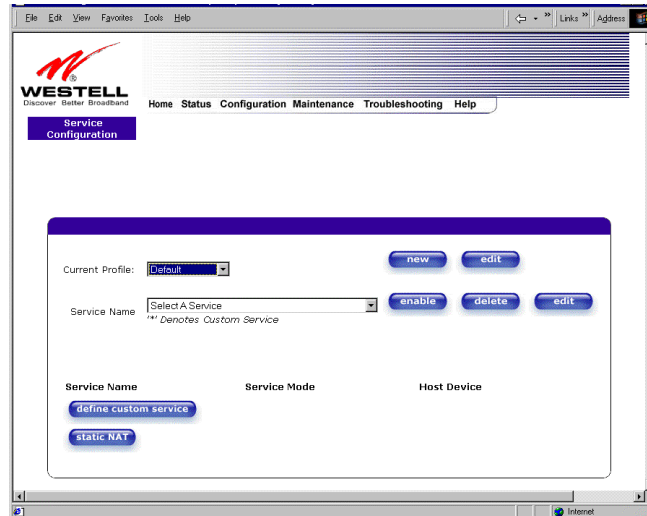 File Edit View Favorites Tools Help
Links » Address
®
WESTELL
Discover Better Broadband
Home Status Configuration Maintenance Troubleshooting Help
Service
Configuration
new edit
Current Profile: Default
Service Name Select A Service enable delete edit
'*' Denotes Custom Service
Service Name Service Mode Host Device
define custom service
static NAT
Internet